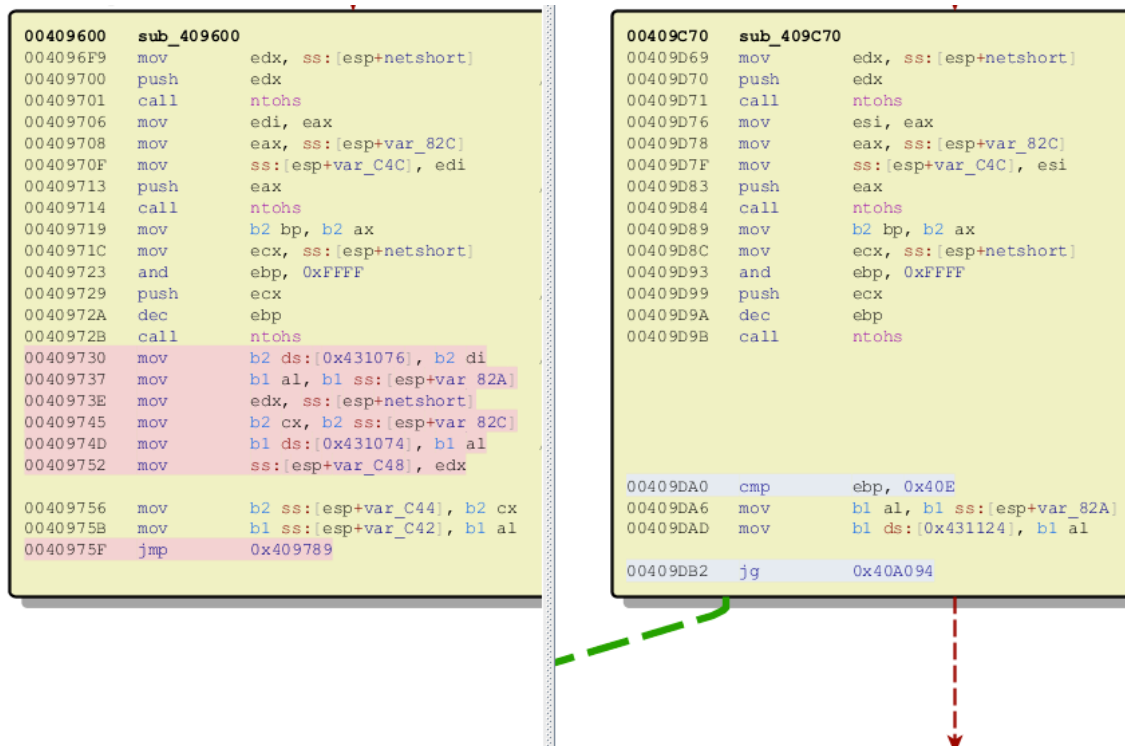 00409600 sub_409600
004096F9 mov edx, ss:[esp+netshort]
00409700 push edx
00409701 call ntohs
00409706 mov edi, eax
00409708 mov eax, ss:[esp+var_82C]
0040970F mov ss:[esp+var_C4C], edi
00409713 push eax
00409714 call ntohs
00409719 mov b2 bp, b2 ax
0040971C mov ecx, ss:[esp+netshort]
00409723 and ebp, 0xFFFF
00409729 push ecx
0040972A dec ebp
0040972B call ntohs
00409730 mov b2 ds:[0x431076], b2 di
00409737 mov b1 al, b1 ss:[esp+var_82A]
0040973E mov edx, ss:[esp+netshort]
00409745 mov b2 cx, b2 ss:[esp+var_82C]
0040974D mov b1 ds:[0x431074], b1 al
00409752 mov ss:[esp+var_C48], edx
00409756 mov b2 ss:[esp+var_C44], b2 cx
0040975B mov b1 ss:[esp+var_C42], b1 al
0040975F jmp 0x409789
00409C70 sub_409C70
00409D69 mov edx, ss:[esp+netshort]
00409D70 push edx
00409D71 call ntohs
00409D76 mov esi, eax
00409D78 mov eax, ss:[esp+var_82C]
00409D7F mov ss:[esp+var_C4C], esi
00409D83 push eax
00409D84 call ntohs
00409D89 mov b2 bp, b2 ax
00409D8C mov ecx, ss:[esp+netshort]
00409D93 and ebp, 0xFFFF
00409D99 push ecx
00409D9A dec ebp
00409D9B call ntohs
00409DA0 cmp ebp, 0x40E
00409DA6 mov b1 al, b1 ss:[esp+var_82A]
00409DAD mov b1 ds:[0x431124], b1 al
00409DB2 jg 0x40A094